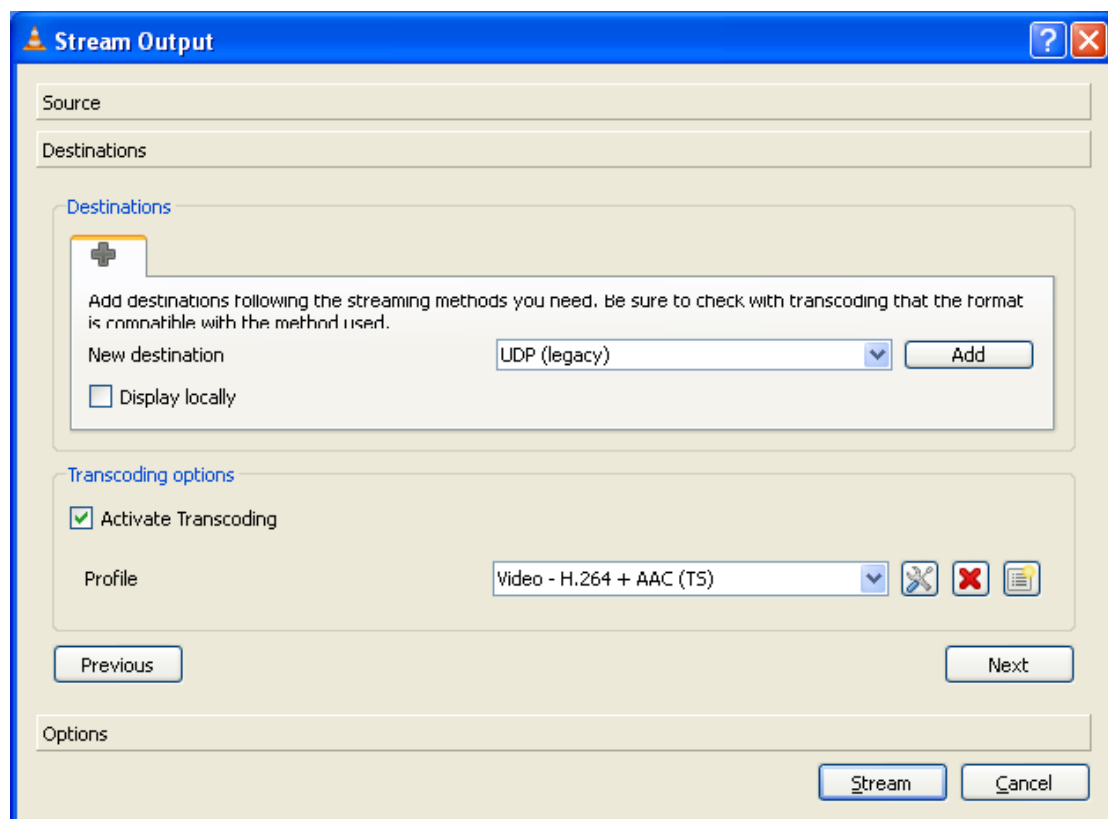 Stream Output
Source
Destinations
Destinations
Add destinations following the streaming methods you need. Be sure to check with transcoding that the format
is compatible with the method used.
New destination UDP (legacy) Add
Display locally
Transcoding options
Activate Transcoding
Profile Video - H.264 + AAC (TS)
Previous Next
Options
Stream Cancel